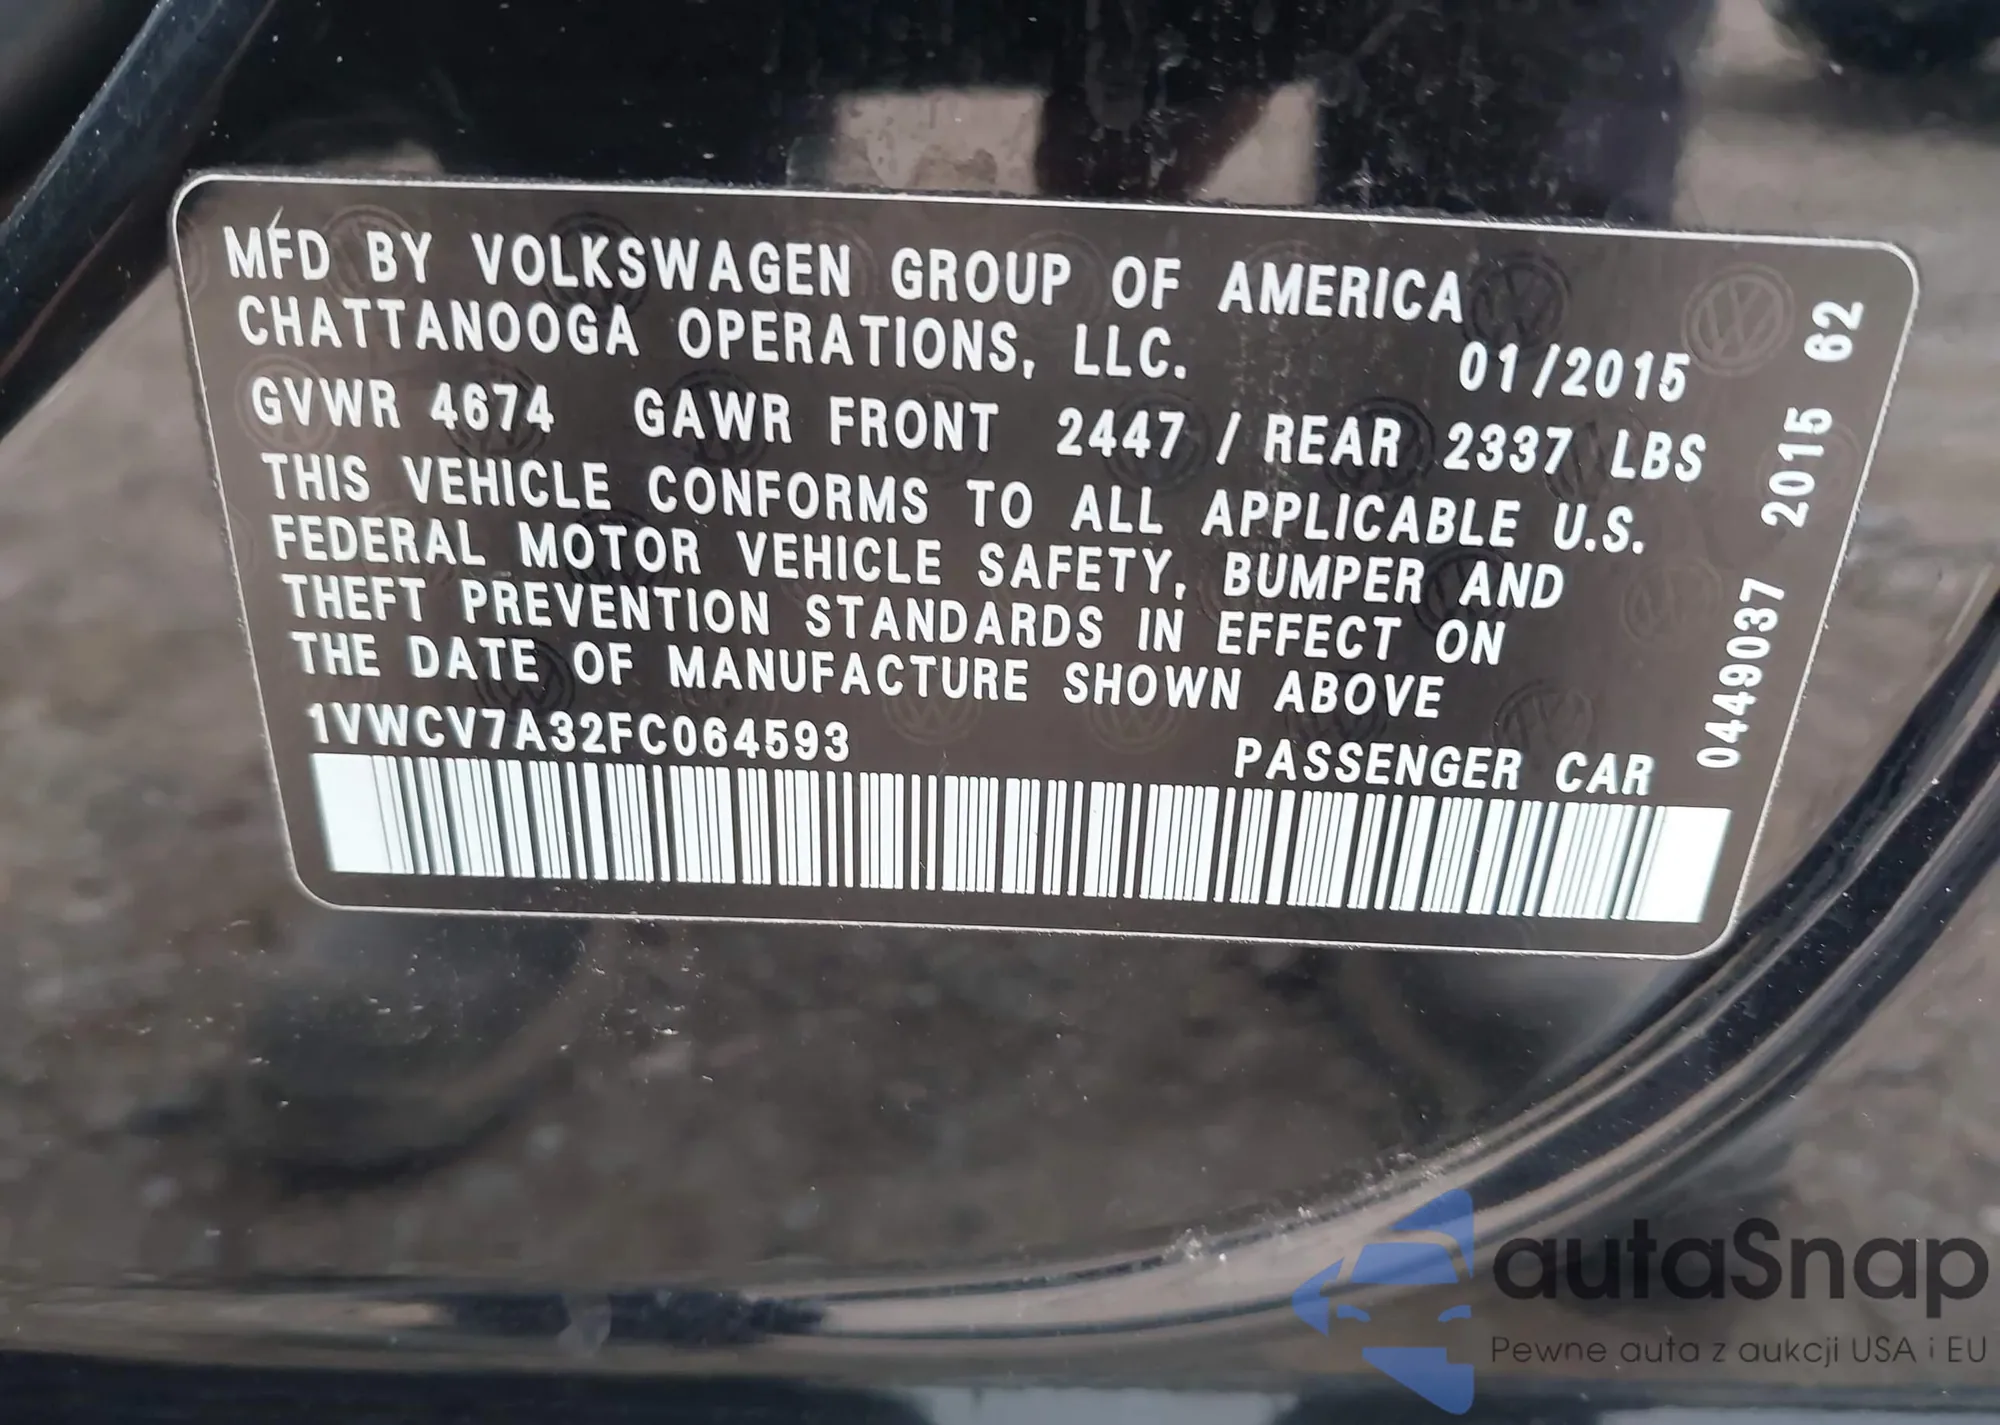 MFD BY VOLKSWAGEN GROUP OF AMERICA
CHATTANOOGA OPERATIONS, LLC. 01/2015
GVWR 4674 GAWR FRONT 2447 / REAR 2337 LBS
THIS VEHICLE CONFORMS TO ALL APPLICABLE U.S.
FEDERAL MOTOR VEHICLE SAFETY, BUMPER AND
THEFT PREVENTION STANDARDS IN EFFECT ON
THE DATE OF MANUFACTURE SHOWN ABOVE
1VWCV7A32FC064593 PASSENGER CAR
0449037 2015 62
autaSnap
Pewne auta z aukcji USA i EU